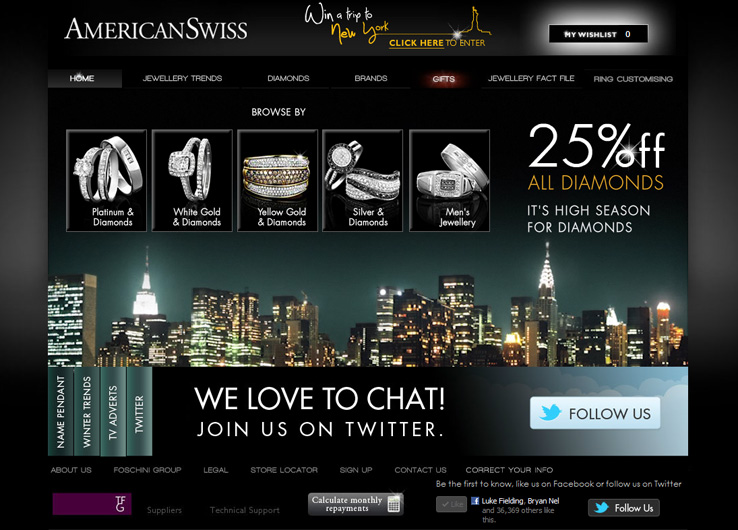 AMERICANSWISS
Win a trip to
New York
CLICK HERE TO ENTER
MY WISHLIST 0
HOME
JEWELLERY TRENDS
DIAMONDS
BRANDS
GIFTS
JEWELLERY FACT FILE
RING CUSTOMISING
BROWSE BY
Platinum &
Diamonds
White Gold
& Diamonds
Yellow Gold
& Diamonds
Silver &
Diamonds
Men's
Jewellery
25%off
ALL DIAMONDS
IT'S HIGH SEASON
FOR DIAMONDS
NAME PENDANT
WINTER TRENDS
TV ADVERTS
TWITTER
WE LOVE TO CHAT!
JOIN US ON TWITTER.
FOLLOW US
ABOUT US
FOSCHINI GROUP
LEGAL
STORE LOCATOR
SIGN UP
CONTACT US
CORRECT YOUR INFO
Be the first to know, like us on Facebook or follow us on Twitter
TF
G
Suppliers
Technical Support
Calculate monthly
repayments
Like
Luke Fielding, Bryan Nel
and 36,369 others like
this.
Follow Us